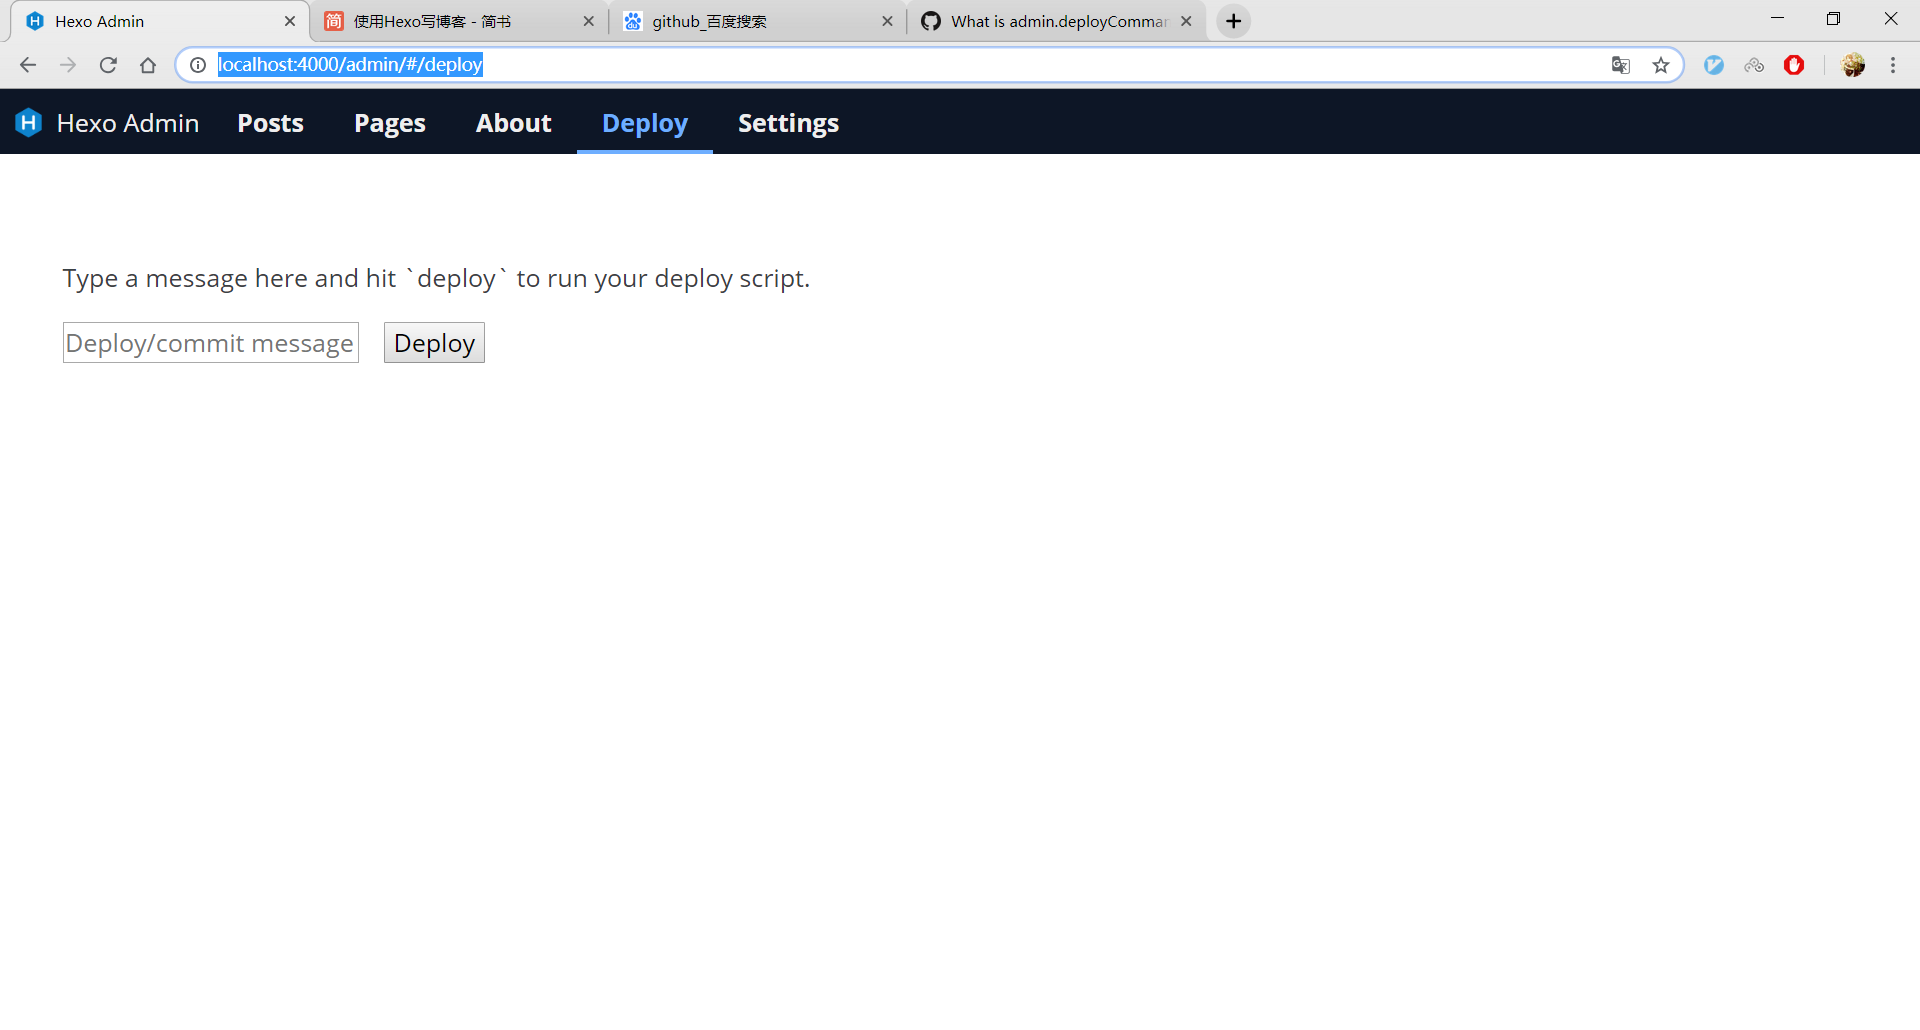 Hexo Admin
使用Hexo写博客 - 简书
github_百度搜索
What is admin.deployComman
localhost:4000/admin/#/deploy
Hexo Admin Posts Pages About Deploy Settings
Type a message here and hit `deploy` to run your deploy script.
Deploy/commit message Deploy